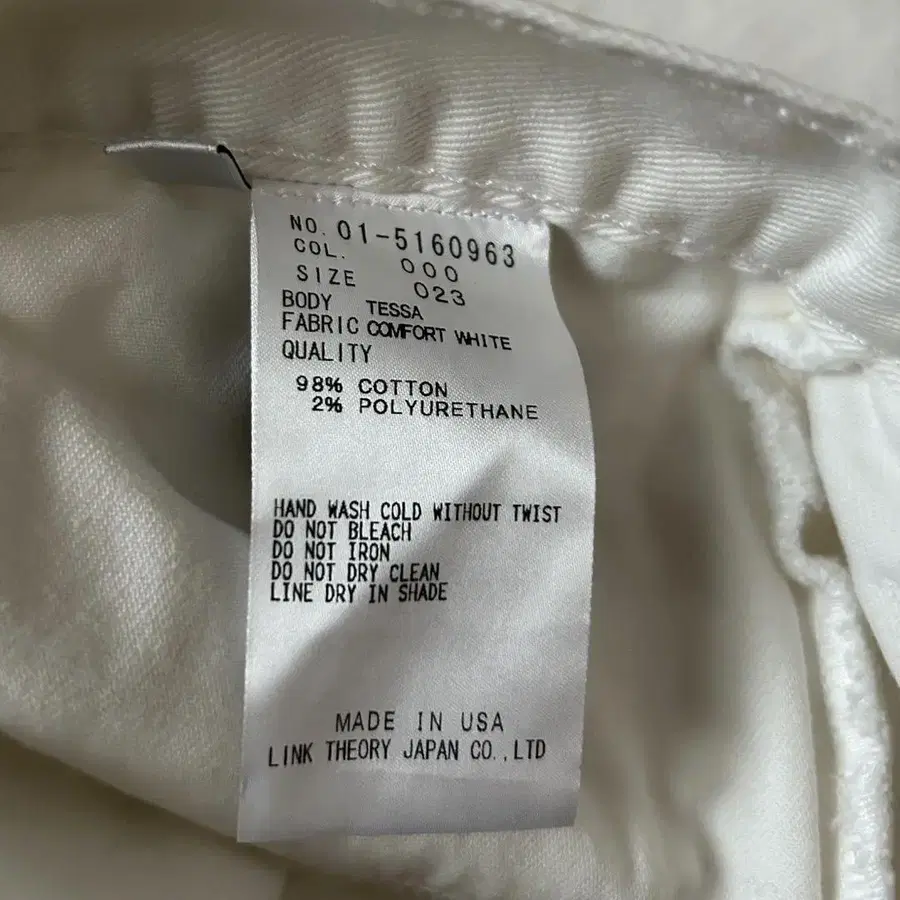 NO. 01-5160963
COL. 000
SIZE 023
BODY TESSA
FABRIC COMFORT WHITE
QUALITY
98% COTTON
2% POLYURETHANE
HAND WASH COLD WITHOUT TWIST
DO NOT BLEACH
DO NOT IRON
DO NOT DRY CLEAN
LINE DRY IN SHADE
MADE IN USA
LINK THEORY JAPAN CO.,LTD